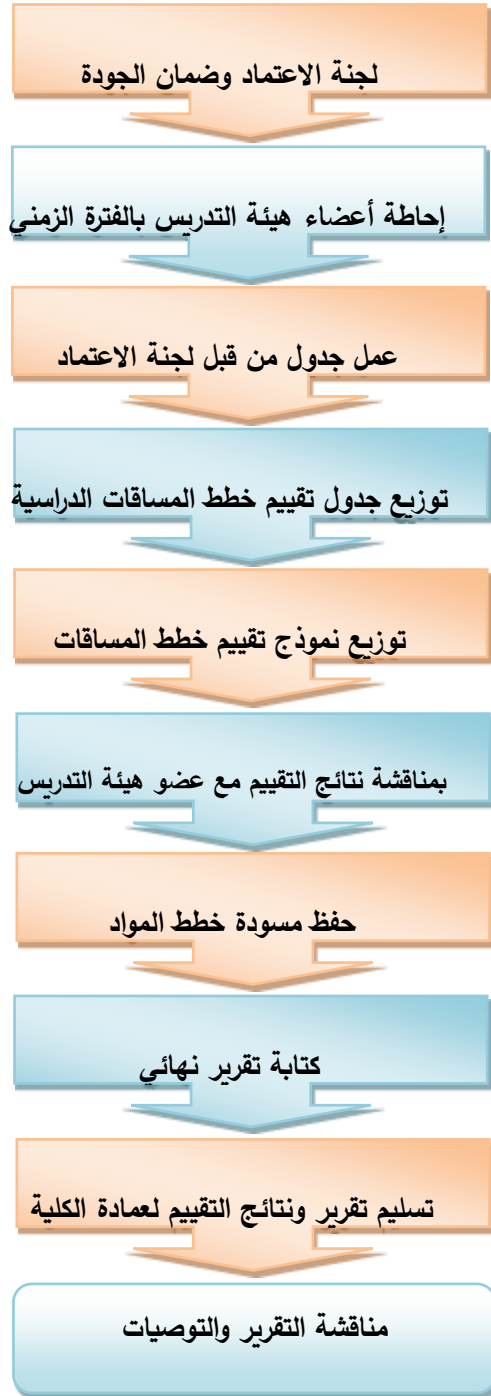 لجنة الاعتماد وضمان الجودة
إحاطة أعضاء هيئة التدريس بالفترة الزمني
عمل جدول من قبل لجنة الاعتماد
توزيع جدول تقييم خطط المساقات الدراسية
توزيع نموذج تقييم خطط المساقات
بمناقشة نتائج التقييم مع عضو هيئة التدريس
حفظ مسودة خطط المواد
كتابة تقرير نهائي
تسليم تقرير ونتائج التقييم لعمادة الكلية
مناقشة التقرير والتوصيات